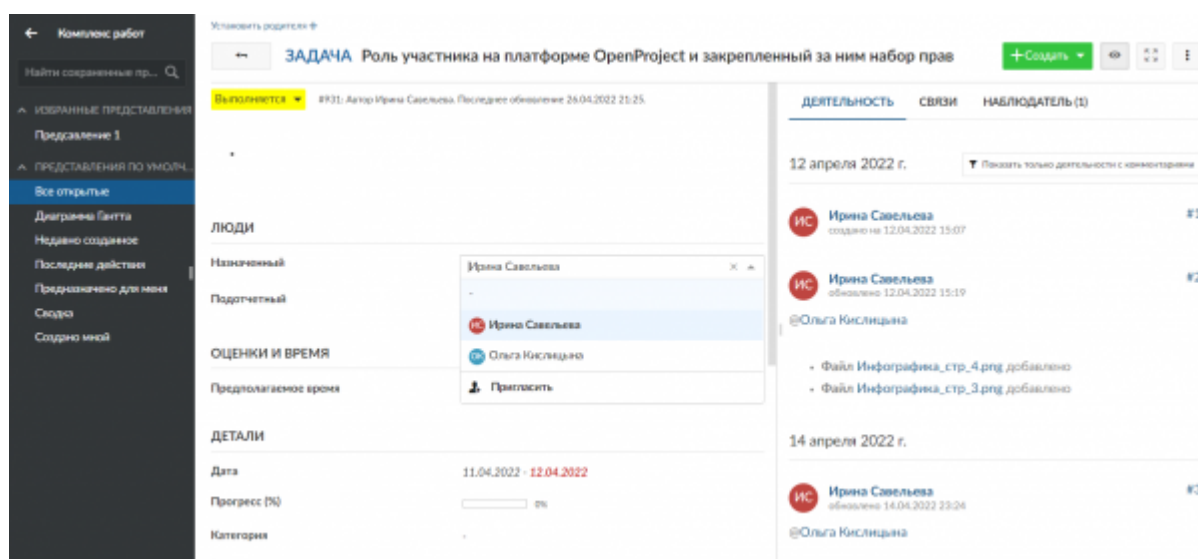 Комплекс работ
Найти сохраненные пр...
ИЗБРАННЫЕ ПРЕДСТАВЛЕНИЯ
Предсавление 1
ПРЕДСТАВЛЕНИЯ ПО УМОЛЧ...
Все открытые
Диаграмма Гантта
Недавно созданное
Последние действия
Предназначено для меня
Сводка
Создано мной
Установить родителя +
ЗАДАЧА Роль участника на платформе OpenProject и закрепленный за ним набор прав
+ Создать
Выполняется #931: Автор Ирина Савельева. Последнее обновление 26.04.2022 21:25.
ЛЮДИ
Назначенный
Ирина Савельева
Подотчетный
-
Ирина Савельева
ОК Ольга Кислицына
Пригласить
ОЦЕНКИ И ВРЕМЯ
Предполагаемое время
ДЕТАЛИ
Дата
11.04.2022 - 12.04.2022
Прогресс (%)
0%
Категория
-
ДЕЯТЕЛЬНОСТЬ СВЯЗИ НАБЛЮДАТЕЛЬ (1)
12 апреля 2022 г.
Показать только деятельности с комментариями
ИС Ирина Савельева #1
создано на 12.04.2022 15:07
ИС Ирина Савельева #2
обновлено 12.04.2022 15:19
@Ольга Кислицына
Файл Инфографика_стр_4.png добавлено
Файл Инфографика_стр_3.png добавлено
14 апреля 2022 г.
ИС Ирина Савельева #3
обновлено 14.04.2022 23:24
@Ольга Кислицына